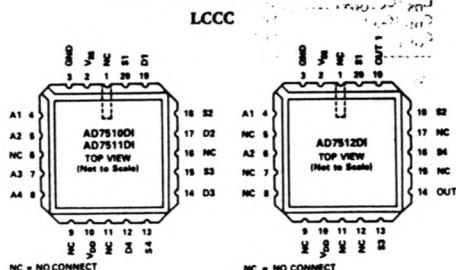 LCCC
GND VSS NC S1 D1
3 2 1 20 19
A1 4
A2 5
NC 6
A3 7
A4 8
AD7510DI
AD7511DI
TOP VIEW
(Not to Scale)
18 S2
17 D2
16 NC
15 S3
14 D3
9 10 11 12 13
NC VDD NC D4 S4
NC = NO CONNECT
GND VSS NC S1 OUT 1
3 2 1 20 19
A1 4
NC 5
A2 6
NC 7
NC 8
AD7512DI
TOP VIEW
(Not to Scale)
18 S2
17 NC
16 S4
15 NC
14 OUT
9 10 11 12 13
NC VDD NC NC S3
NC = NO CONNECT